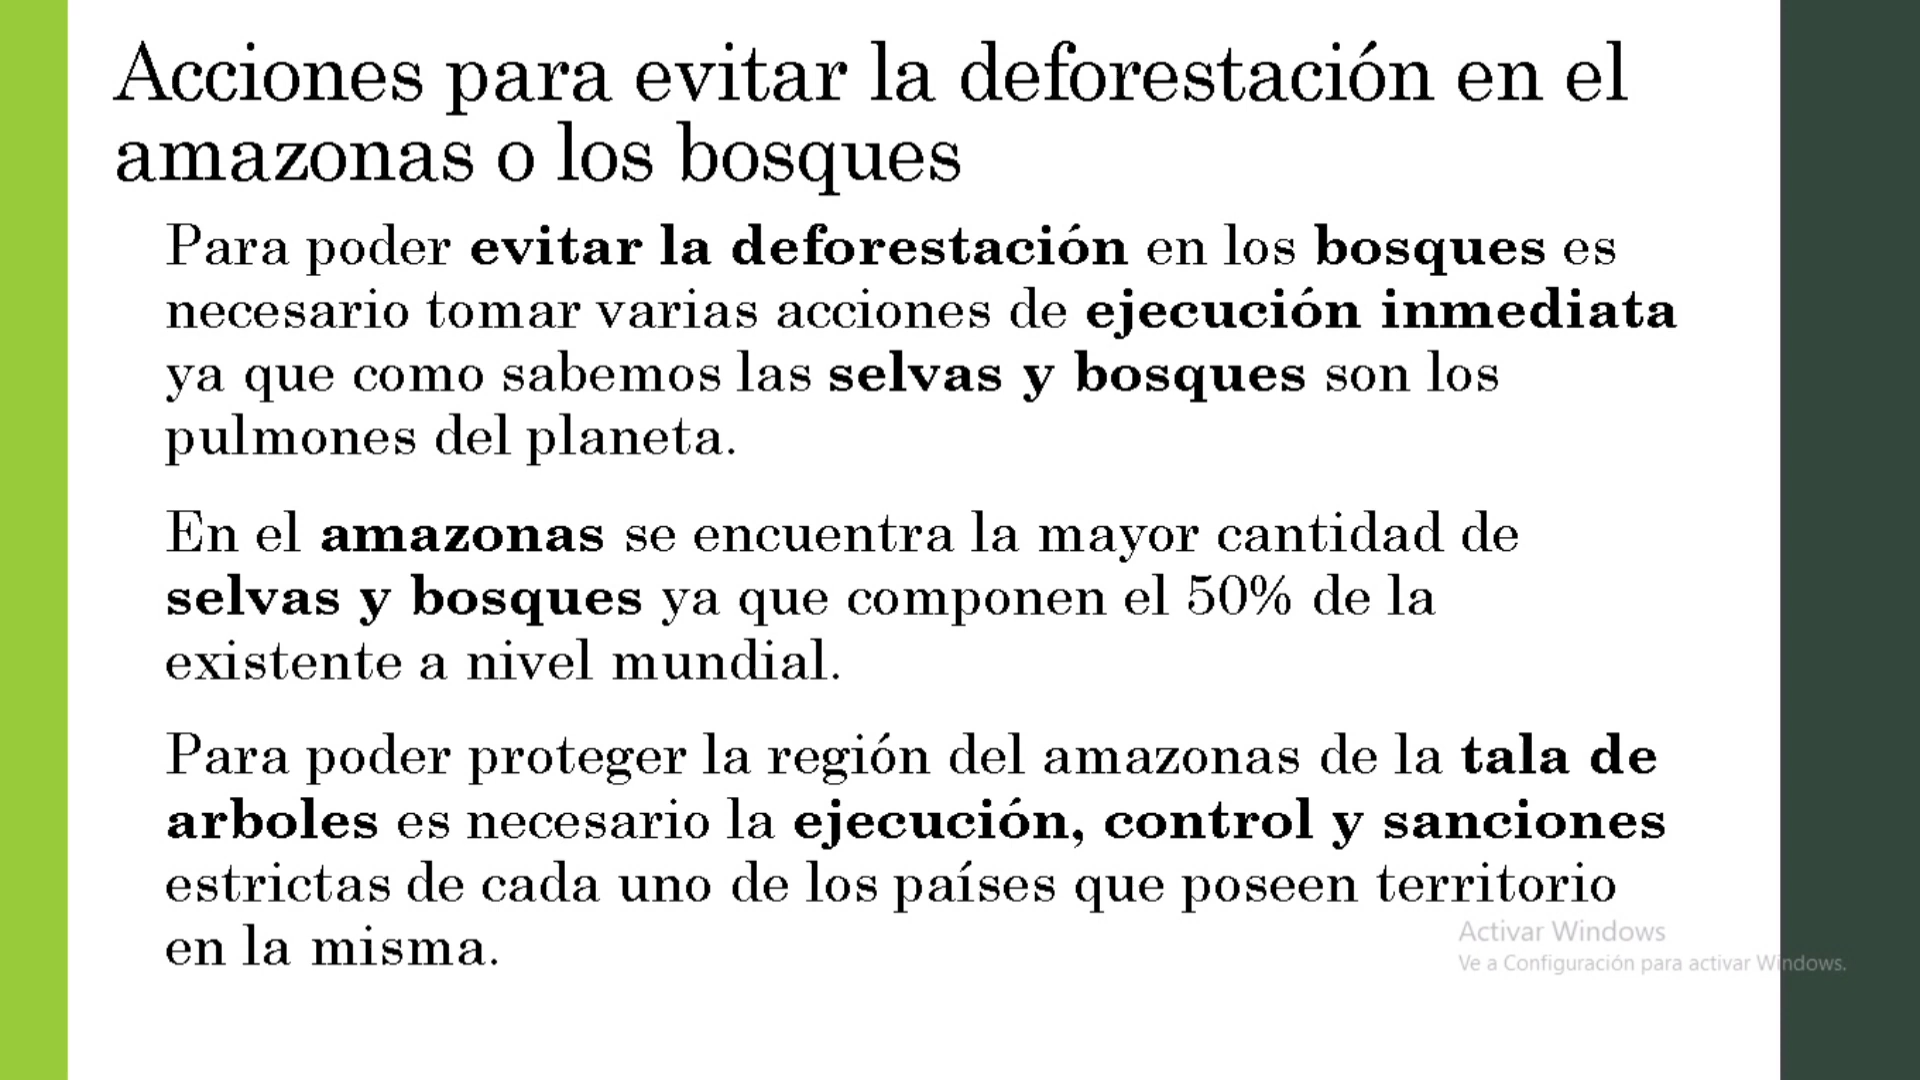 Acciones para evitar la deforestación en el
amazonas o los bosques
Para poder evitar la deforestación en los bosques es
necesario tomar varias acciones de ejecución inmediata
ya que como sabemos las selvas y bosques son los
pulmones del planeta.
En el amazonas se encuentra la mayor cantidad de
selvas y bosques ya que componen el 50% de la
existente a nivel mundial.
Para poder proteger la región del amazonas de la tala de
arboles es necesario la ejecución, control y sanciones
estrictas de cada uno de los países que poseen territorio
en la misma.
Activar Windows
Ve a Configuración para activar Windows.